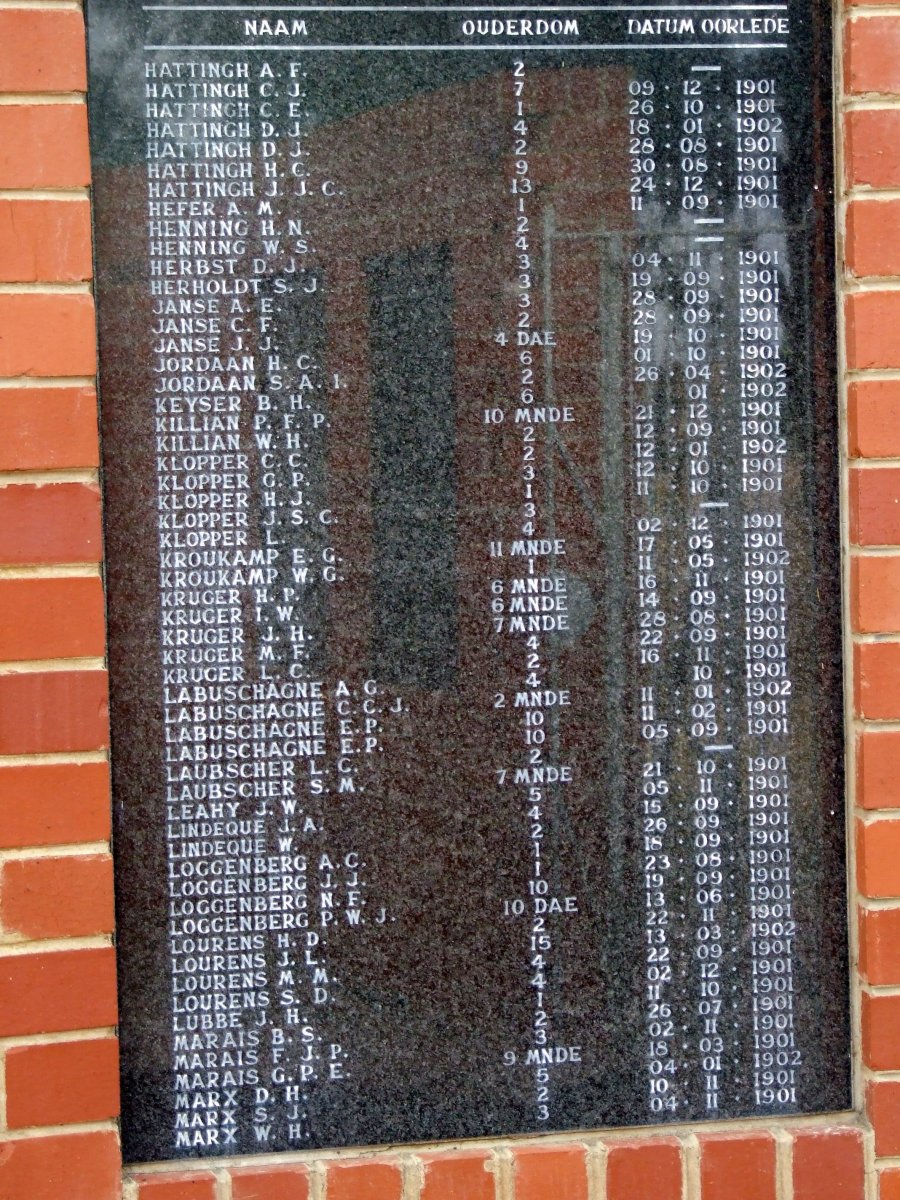 NAAM OUDERDOM DATUM OORLEDE
HATTINGH A. F. 2 —
HATTINGH C. J. 7 09 · 12 · 1901
HATTINGH C. E. 1 26 · 10 · 1901
HATTINGH D. J. 4 18 · 01 · 1902
HATTINGH D. J. 2 28 · 08 · 1901
HATTINGH H. C. 9 30 · 08 · 1901
HATTINGH J. J. C. 13 24 · 12 · 1901
HEFER A. M. 1 11 · 09 · 1901
HENNING H. N. 2 —
HENNING W. S. 4 —
HERBST D. J. 3 04 · 11 · 1901
HERHOLDT S. J. 3 19 · 09 · 1901
JANSE A. E. 3 28 · 09 · 1901
JANSE C. F. 2 28 · 09 · 1901
JANSE J. J. 4 DAE 19 · 10 · 1901
JORDAAN H. C. 6 01 · 10 · 1901
JORDAAN S. A. I. 2 26 · 04 · 1902
KEYSER B. H. 6 01 · 1902
KILLIAN P. F. P. 10 MNDE 21 · 12 · 1901
KILLIAN W. H. 2 12 · 09 · 1901
KLOPPER C. C. 2 12 · 01 · 1902
KLOPPER G. P. 3 12 · 10 · 1901
KLOPPER H. J. 1 11 · 10 · 1901
KLOPPER J. S. C. 3 —
KLOPPER L. 4 02 · 12 · 1901
KROUKAMP E. G. 11 MNDE 17 · 05 · 1901
KROUKAMP W. G. 1 11 · 05 · 1902
KRUGER H. P. 6 MNDE 16 · 11 · 1901
KRUGER I. W. 6 MNDE 14 · 09 · 1901
KRUGER J. H. 7 MNDE 28 · 08 · 1901
KRUGER M. F. 4 22 · 09 · 1901
KRUGER L. C. 2 16 · 11 · 1901
LABUSCHAGNE A. G. 4 10 · 1901
LABUSCHAGNE C. C. J. 2 MNDE 11 · 01 · 1902
LABUSCHAGNE E. P. 10 11 · 02 · 1901
LABUSCHAGNE E. P. 10 05 · 09 · 1901
LAUBSCHER L. C. 2 —
LAUBSCHER S. M. 7 MNDE 21 · 10 · 1901
LEAHY J. W. 5 05 · 11 · 1901
LINDEQUE J. A. 4 15 · 09 · 1901
LINDEQUE W. 2 26 · 09 · 1901
LOGGENBERG A. C. 1 18 · 09 · 1901
LOGGENBERG J. J. 1 23 · 08 · 1901
LOGGENBERG N. F. 10 19 · 09 · 1901
LOGGENBERG P. W. J. 10 DAE 13 · 06 · 1901
LOURENS H. D. 2 22 · 11 · 1901
LOURENS J. L. 15 13 · 03 · 1902
LOURENS M. M. 4 22 · 09 · 1901
LOURENS S. D. 4 02 · 12 · 1901
LUBBE J. H. 1 11 · 10 · 1901
MARAIS B. S. 2 26 · 07 · 1901
MARAIS F. J. P. 3 02 · 11 · 1901
MARAIS G. P. E. 9 MNDE 18 · 03 · 1901
MARX D. H. 5 04 · 01 · 1902
MARX S. J. 2 10 · 11 · 1901
MARX W. H. 3 04 · 11 · 1901